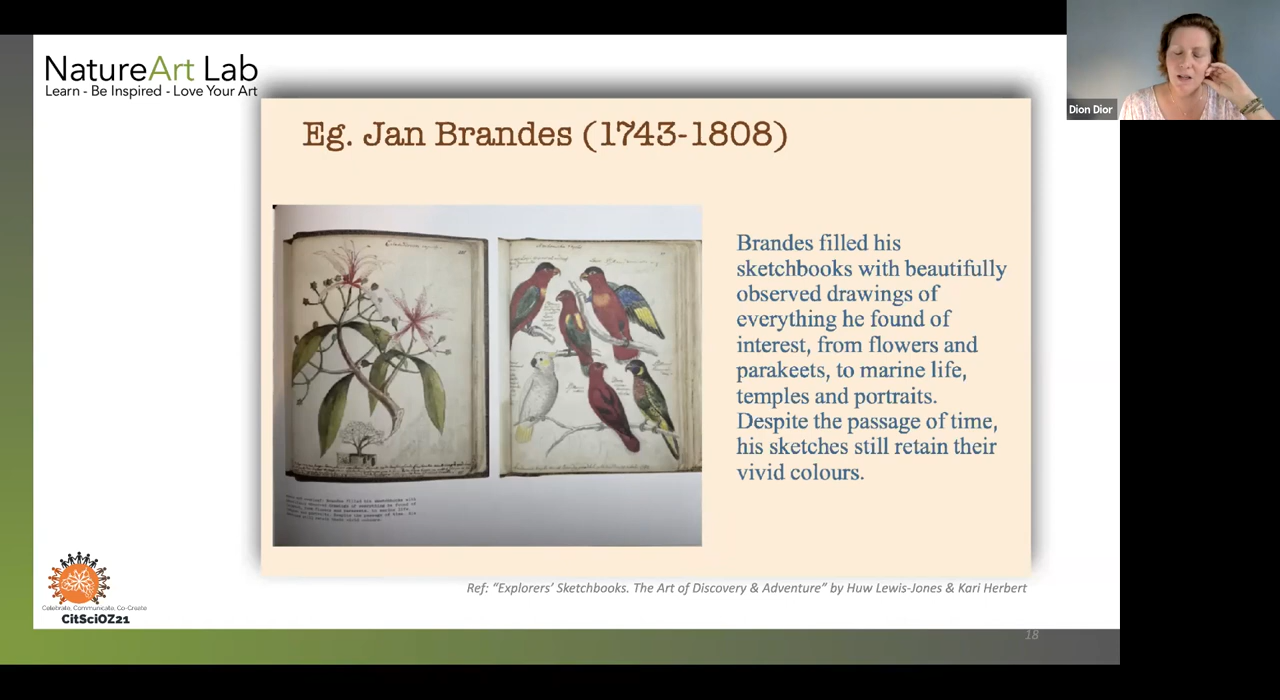 NatureArt Lab
Learn - Be Inspired - Love Your Art
Dion Dior
Eg. Jan Brandes (1743-1808)
Brandes filled his
sketchbooks with beautifully
observed drawings of
everything he found of
interest, from flowers and
parakeets, to marine life,
temples and portraits.
Despite the passage of time,
his sketches still retain their
vivid colours.
Ref: “Explorers’ Sketchbooks. The Art of Discovery & Adventure” by Huw Lewis-Jones & Kari Herbert
Celebrate, Communicate, Co-Create
CitSciOZ21
18